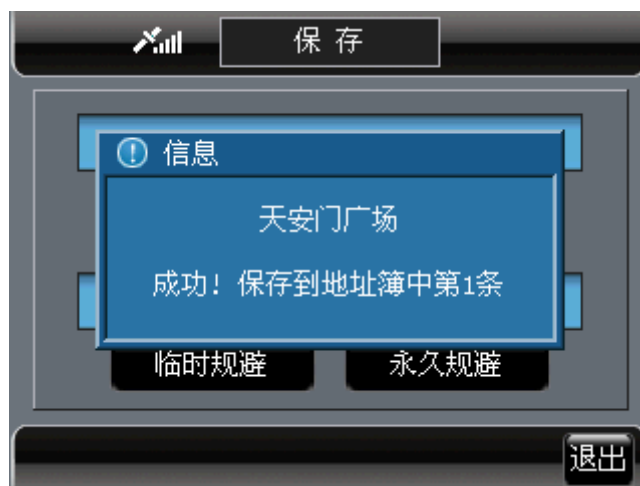 保存
信息
天安门广场
成功！保存到地址簿中第1条
临时规避 永久规避
退出